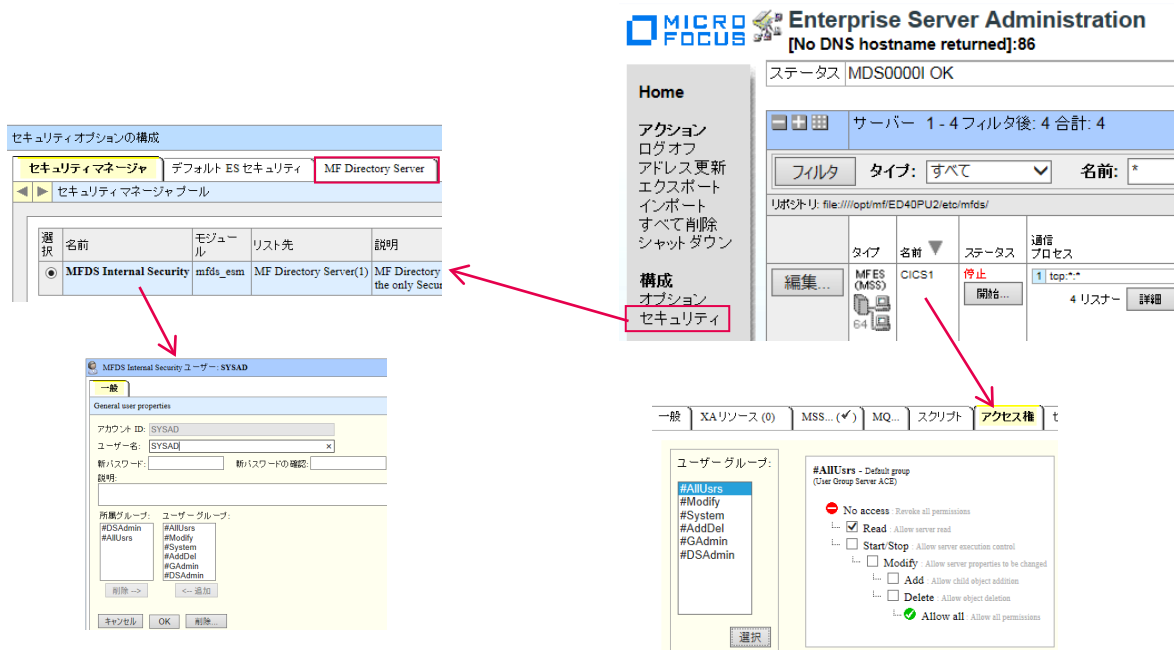 MICRO FOCUS
Enterprise Server Administration
[No DNS hostname returned]:86
ステータス MDS0000I OK
Home
アクション
ログオフ
アドレス更新
エクスポート
インポート
すべて削除
シャットダウン
構成
オプション
セキュリティ
サーバー 1 - 4 フィルタ後: 4 合計: 4
フィルタ タイプ: すべて 名前: *
リポジトリ: file:////opt/mf/ED40PU2/etc/mfds/
タイプ 名前 ステータス 通信プロセス
編集... MFES (MSS) 64 CICS1 停止 開始... 1 tcp:*:* 4 リスナー 詳細
セキュリティオプションの構成
セキュリティマネージャ デフォルト ES セキュリティ MF Directory Server
セキュリティマネージャプール
選択 名前 モジュール リスト先 説明
MFDS Internal Security mfds_esm MF Directory Server(1) MF Directory
the only Secur
MFDS Internal Security ユーザー: SYSAD
一般
General user properties
アカウント ID: SYSAD
ユーザー名: SYSAD ×
新パスワード: 新パスワードの確認:
説明:
所属グループ: ユーザーグループ:
#DSAdmin #AllUsrs
#AllUsrs #Modify
#System
#AddDel
#GAdmin
#DSAdmin
削除 --> <-- 追加
キャンセル OK 削除...
一般 XAリソース (0) MSS... (✔) MQ... スクリプト アクセス権 セ
ユーザーグループ:
#AllUsrs
#Modify
#System
#AddDel
#GAdmin
#DSAdmin
選択
#AllUsrs - Default group
(User Group Server ACE)
No access : Revoke all permissions
Read : Allow server read
Start/Stop : Allow server execution control
Modify : Allow server properties to be changed
Add : Allow child object addition
Delete : Allow object deletion
Allow all : Allow all permissions